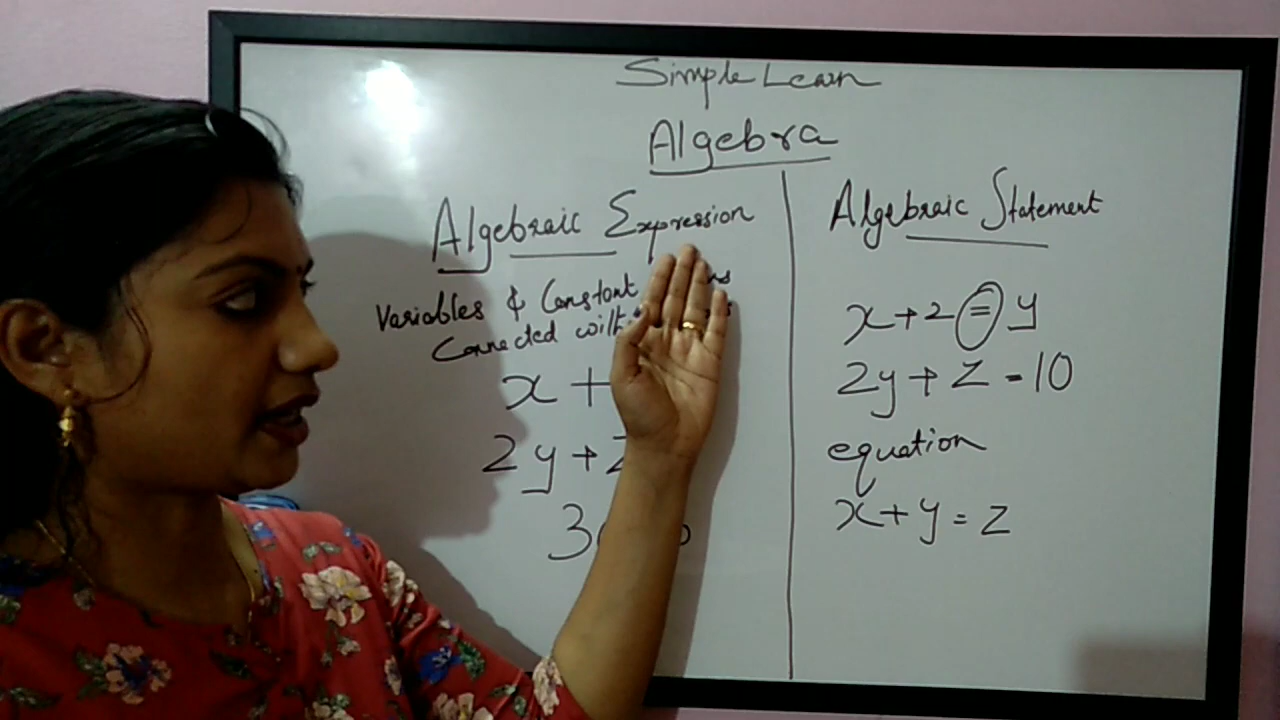 Simple Learn
Algebra
Algebraic Expression
Variables & Constant
Connected with
x +
2y +
3
Algebraic Statement
x + 2 = y
2y + z = 10
equation
x + y = z